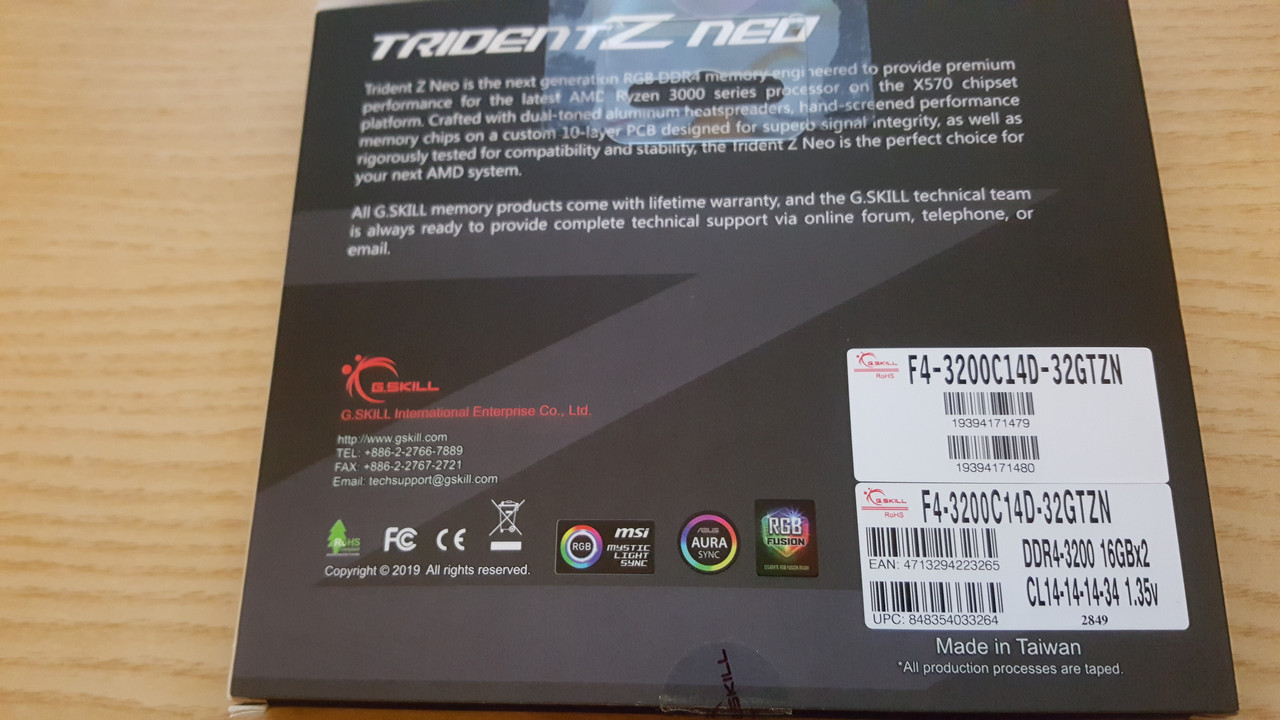 TRIDENTZ NEO
Trident Z Neo is the next generation RGB DDR4 memory engineered to provide premium
performance for the latest AMD Ryzen 3000 series processor on the X570 chipset
platform. Crafted with dual-toned aluminum heatspreaders, hand-screened performance
memory chips on a custom 10-layer PCB designed for superb signal integrity, as well as
rigorously tested for compatibility and stability, the Trident Z Neo is the perfect choice for
your next AMD system.
All G.SKILL memory products come with lifetime warranty, and the G.SKILL technical team
is always ready to provide complete technical support via online forum, telephone, or
email.
G.SKILL
G.SKILL International Enterprise Co., Ltd.
http://www.gskill.com
TEL: +886-2-2766-7889
FAX: +886-2-2767-2721
Email: techsupport@gskill.com
RoHS
FC CE
RGB
msi
MYSTIC
LIGHT
SYNC
ASUS
AURA
SYNC
RGB
FUSION
Copyright © 2019 All rights reserved.
G.SKILL
RoHS
F4-3200C14D-32GTZN
19394171479
19394171480
G.SKILL
RoHS
F4-3200C14D-32GTZN
DDR4-3200 16GBx2
EAN: 4713294223265
CL14-14-14-34 1.35v
UPC: 848354033264
2849
Made in Taiwan
*All production processes are taped.
SKILL